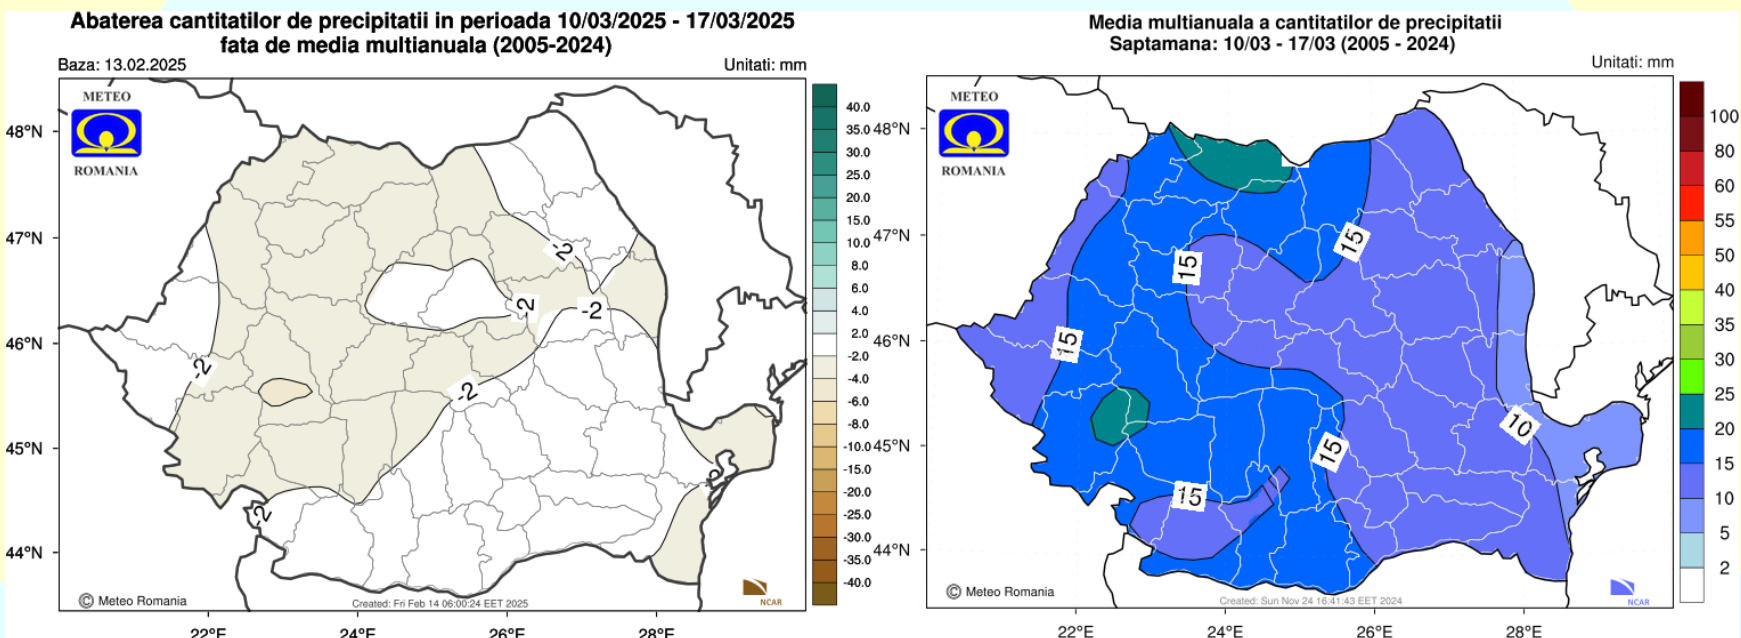 Abaterea cantitatilor de precipitatii in perioada 10/03/2025 - 17/03/2025
fata de media multianuala (2005-2024)
Baza: 13.02.2025
Unitati: mm
METEO
ROMANIA
48°N
47°N
46°N
45°N
44°N
-2
-2
-2
-2
-2
-2
2
40.0
35.0
30.0
25.0
20.0
15.0
10.0
8.0
6.0
4.0
2.0
-2.0
-4.0
-6.0
-8.0
-10.0
-15.0
-20.0
-25.0
-30.0
-35.0
-40.0
© Meteo Romania
Created: Fri Feb 14 06:00:24 EET 2025
NCAR
22°E
24°E
26°E
28°E
Media multianuala a cantitatilor de precipitatii
Saptamana: 10/03 - 17/03 (2005 - 2024)
Unitati: mm
METEO
ROMANIA
48°N
47°N
46°N
45°N
44°N
15
15
15
15
15
10
100
80
60
55
50
40
35
30
25
20
15
10
5
2
© Meteo Romania
Created: Sun Nov 24 16:41:43 EET 2024
NCAR
22°E
24°E
26°E
28°E